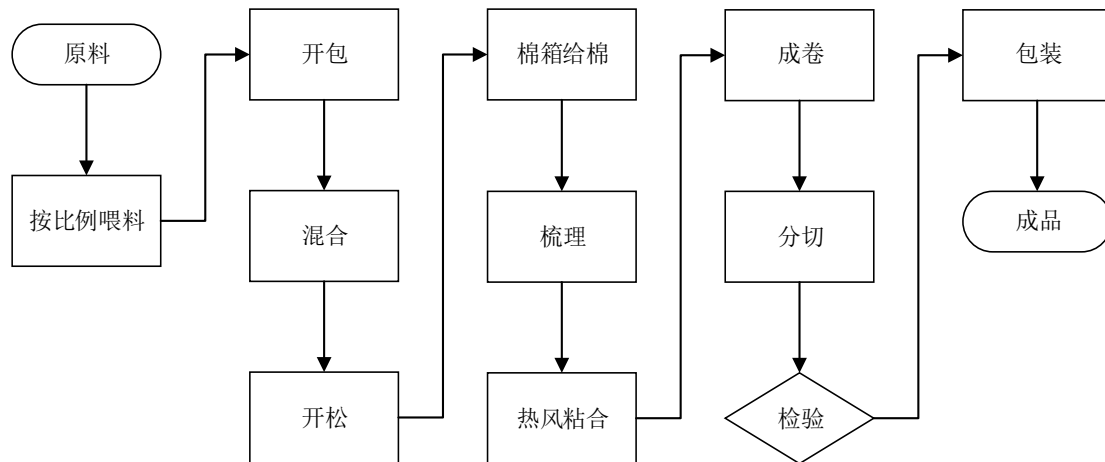 原料
按比例喂料
开包
混合
开松
棉箱给棉
梳理
热风粘合
成卷
分切
检验
包装
成品